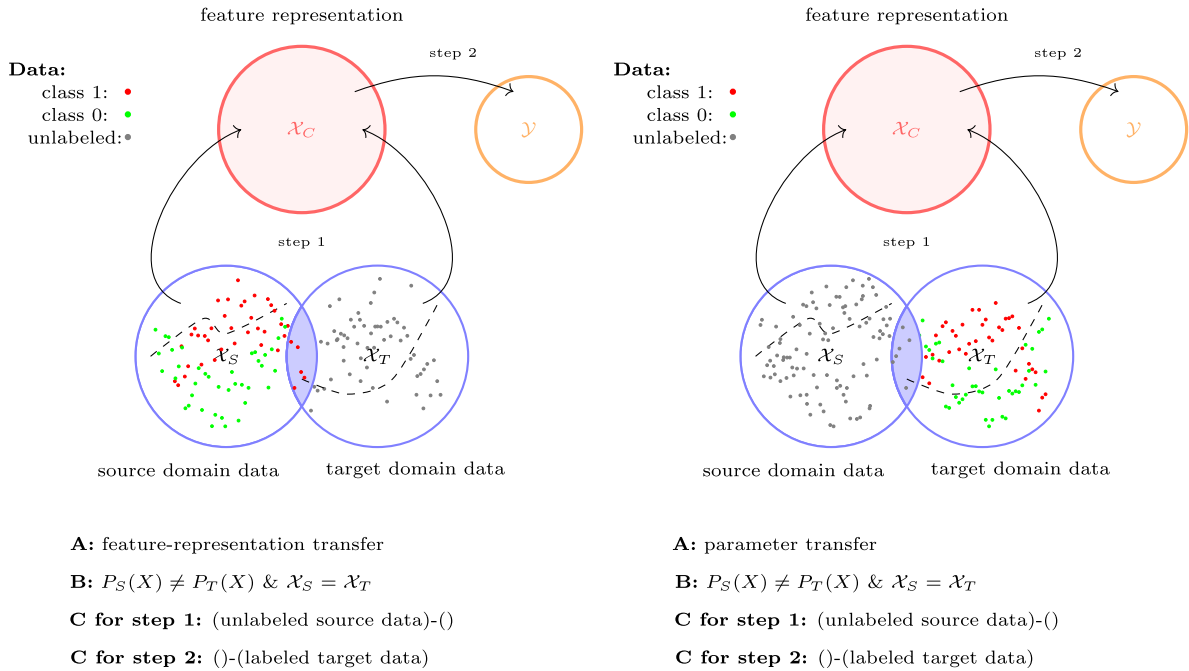 feature representation
step 2
Data:
class 1:
class 0:
unlabeled:
𝒳_C
𝒴
step 1
𝒳_S
𝒳_T
source domain data
target domain data
A: feature-representation transfer
B: P_S(X) ≠ P_T(X) & 𝒳_S = 𝒳_T
C for step 1: (unlabeled source data)-()
C for step 2: ()-(labeled target data)
feature representation
step 2
Data:
class 1:
class 0:
unlabeled:
𝒳_C
𝒴
step 1
𝒳_S
𝒳_T
source domain data
target domain data
A: parameter transfer
B: P_S(X) ≠ P_T(X) & 𝒳_S = 𝒳_T
C for step 1: (unlabeled source data)-()
C for step 2: ()-(labeled target data)